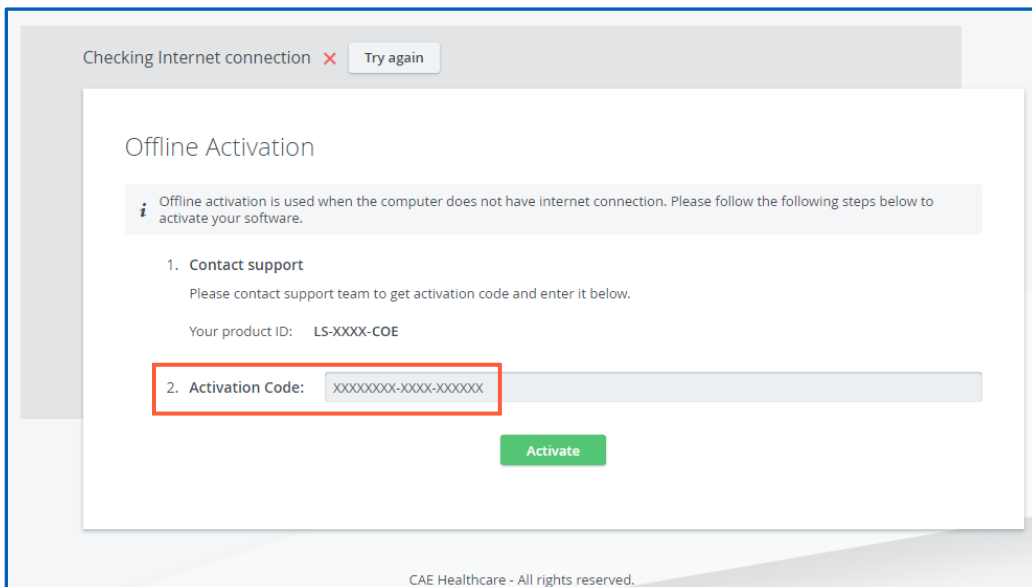 Checking Internet connection Try again
Offline Activation
i Offline activation is used when the computer does not have internet connection. Please follow the following steps below to
activate your software.
1. Contact support
Please contact support team to get activation code and enter it below.
Your product ID: LS-XXXX-COE
2. Activation Code: XXXXXXXX-XXXX-XXXXXX
Activate
CAE Healthcare - All rights reserved.